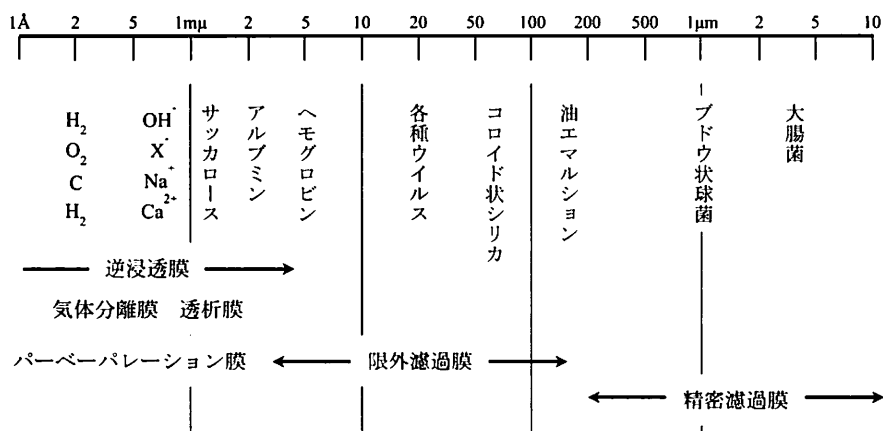 1Å 2 5 1mμ 2 5 10 20 50 100 200 500 1μm 2 5 10
H₂ OH⁻
O₂ X⁻
C Na⁺
H₂ Ca²⁺
サッカロース
アルブミン
ヘモグロビン
各種ウイルス
コロイド状シリカ
油エマルション
ブドウ状球菌
大腸菌
逆浸透膜
気体分離膜 透析膜
パーベーパレーション膜 限外濾過膜
精密濾過膜